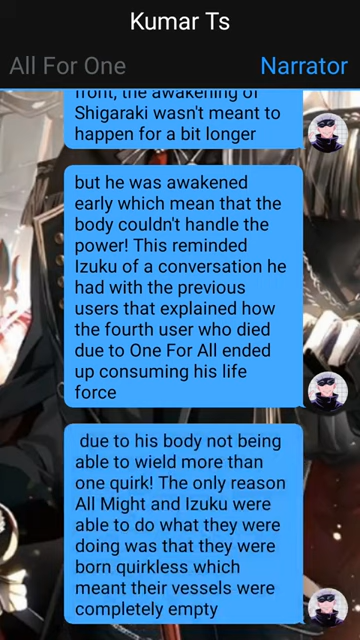 Kumar Ts
All For One
Narrator
front, the awakening of
Shigaraki wasn't meant to
happen for a bit longer
but he was awakened
early which mean that the
body couldn't handle the
power! This reminded
Izuku of a conversation he
had with the previous
users that explained how
the fourth user who died
due to One For All ended
up consuming his life
force
due to his body not being
able to wield more than
one quirk! The only reason
All Might and Izuku were
able to do what they were
doing was that they were
born quirkless which
meant their vessels were
completely empty